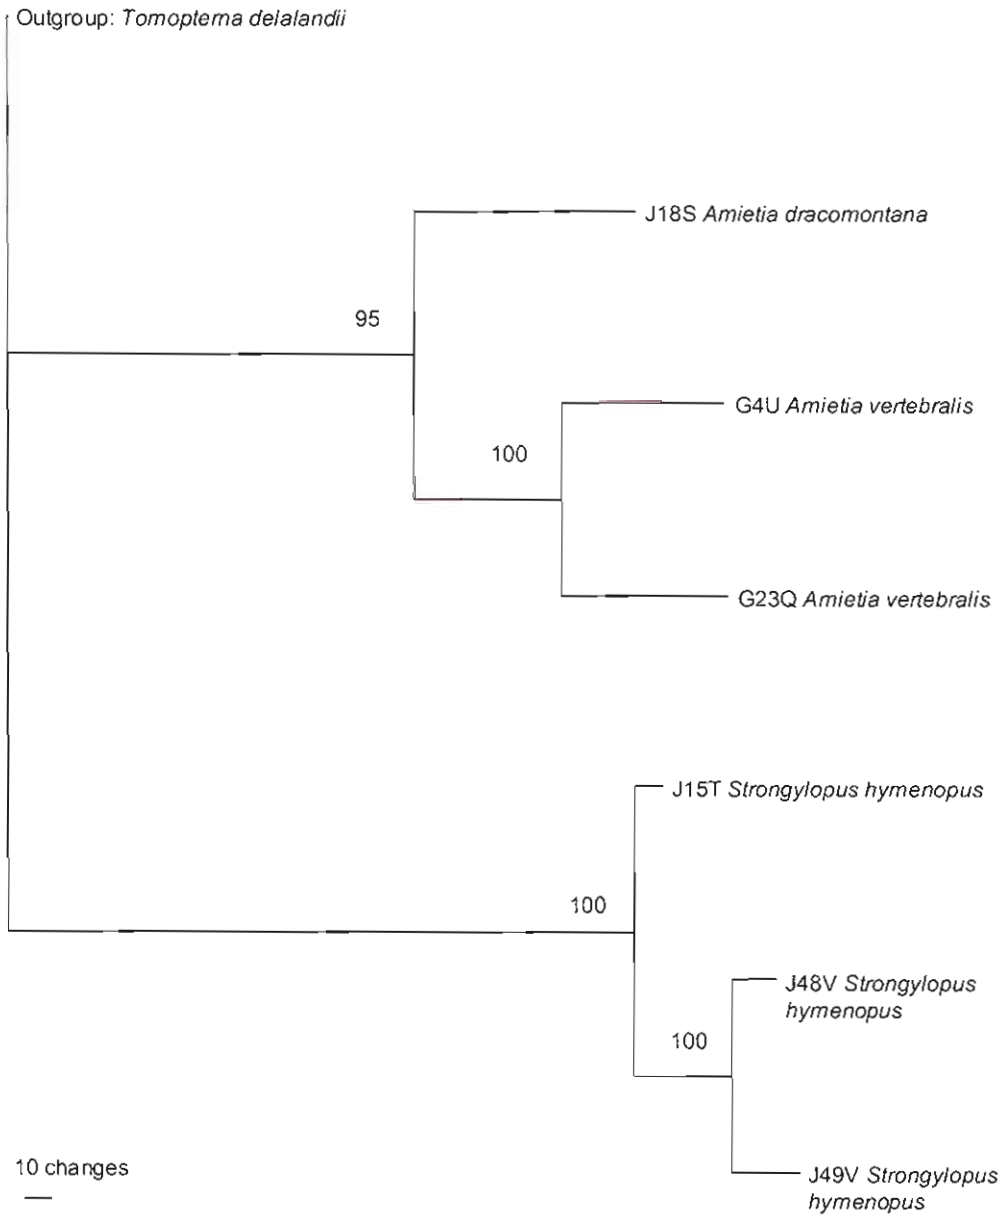 Outgroup: Tomopterna delalandii
J18S Amietia dracomontana
95
G4U Amietia vertebralis
100
G23Q Amietia vertebralis
J15T Strongylopus hymenopus
100
J48V Strongylopus
hymenopus
100
10 changes
J49V Strongylopus
hymenopus